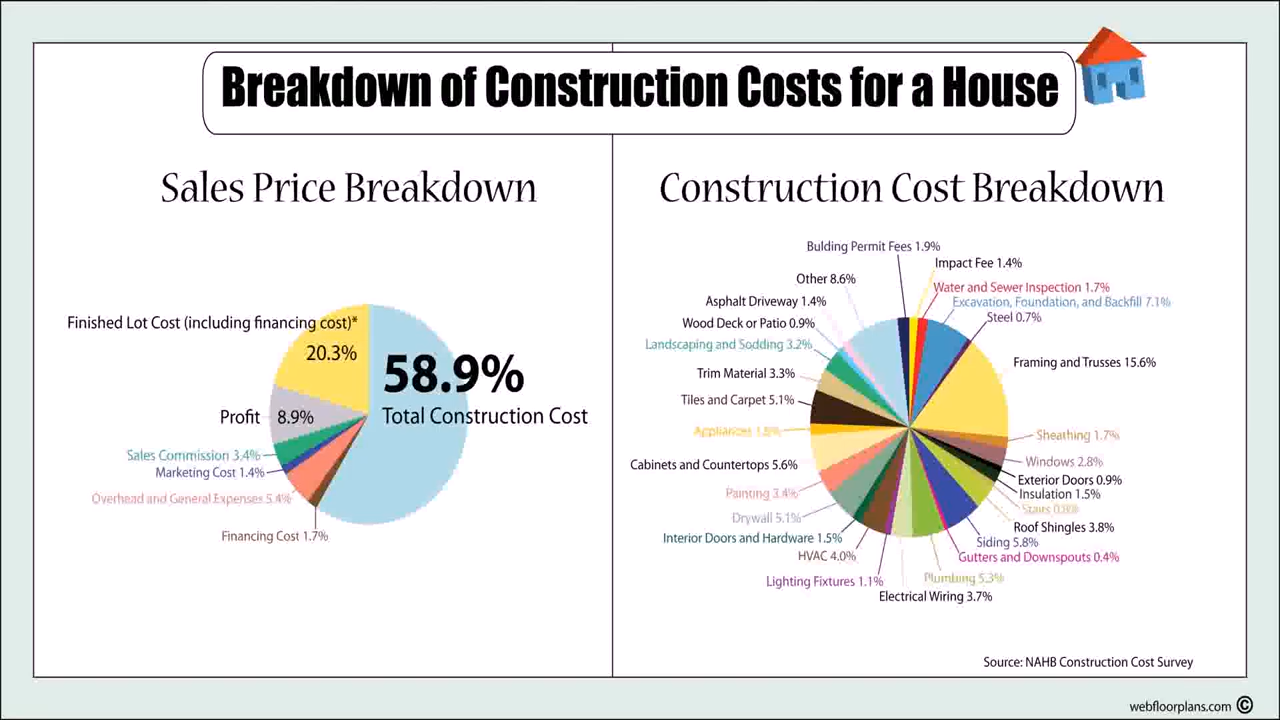 Breakdown of Construction Costs for a House
Sales Price Breakdown
Finished Lot Cost (including financing cost)*
20.3%
58.9%
Total Construction Cost
Profit 8.9%
Sales Commission 3.4%
Marketing Cost 1.4%
Overhead and General Expenses 5.4%
Financing Cost 1.7%
Construction Cost Breakdown
Bulding Permit Fees 1.9%
Impact Fee 1.4%
Other 8.6%
Water and Sewer Inspection 1.7%
Asphalt Driveway 1.4%
Excavation, Foundation, and Backfill 7.1%
Wood Deck or Patio 0.9%
Steel 0.7%
Landscaping and Sodding 3.2%
Framing and Trusses 15.6%
Trim Material 3.3%
Tiles and Carpet 5.1%
Appliances
Sheathing 1.7%
Cabinets and Countertops 5.6%
Windows 2.8%
Exterior Doors 0.9%
Painting 3.4%
Insulation 1.5%
Stairs
Drywall 5.1%
Roof Shingles 3.8%
Interior Doors and Hardware 1.5%
Siding 5.8%
HVAC 4.0%
Gutters and Downspouts 0.4%
Lighting Fixtures 1.1%
Plumbing 5.3%
Electrical Wiring 3.7%
Source: NAHB Construction Cost Survey
webfloorplans.com ©